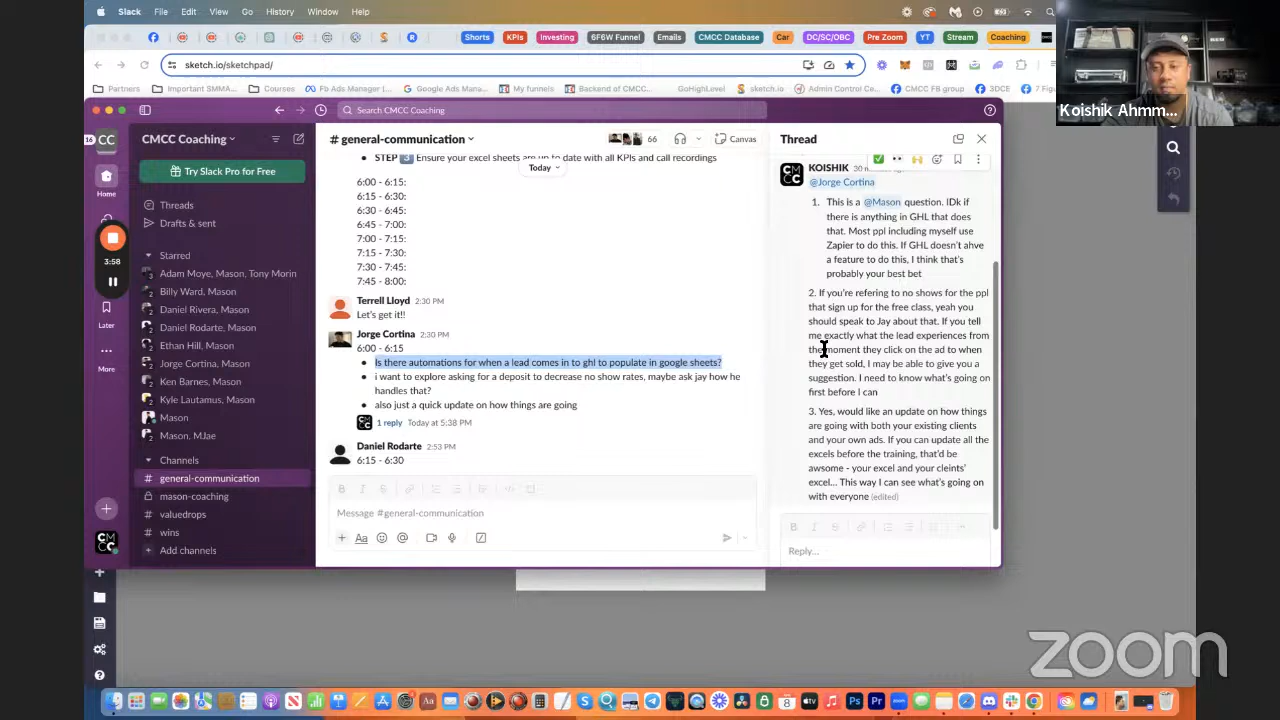 Slack File Edit View Go History Window Help
Shorts KPIs Investing 6F6W Funnel Emails CMCC Database Car DC/SC/OBC Pre Zoom YT Stream Coaching
sketch.io/sketchpad/
Partners Important SMMA... Courses Fb Ads Manager... Google Ads Mana... My funnels Backend of CMCC... GoHighLevel sketch.io Admin Control Ce... CMCC FB group 3DCE
Koishik Ahmm...
Search CMCC Coaching
16
CC
CMCC Coaching
Try Slack Pro for Free
Home
3:58
Later
More
Threads
Drafts & sent
Starred
Adam Moye, Mason, Tony Morin
Billy Ward, Mason
Daniel Rivera, Mason
Daniel Rodarte, Mason
Ethan Hill, Mason
Jorge Cortina, Mason
Ken Barnes, Mason
Kyle Lautamus, Mason
Mason
Mason, MJae
Channels
general-communication
mason-coaching
valuedrops
wins
Add channels
# general-communication
66
Canvas
STEP 3 Ensure your excel sheets are up to date with all KPIs and call recordings
Today
6:00 - 6:15:
6:15 - 6:30:
6:30 - 6:45:
6:45 - 7:00:
7:00 - 7:15:
7:15 - 7:30:
7:30 - 7:45:
7:45 - 8:00:
Terrell Lloyd 2:30 PM
Let's get it!!
Jorge Cortina 2:30 PM
6:00 - 6:15
Is there automations for when a lead comes in to ghl to populate in google sheets?
i want to explore asking for a deposit to decrease no show rates, maybe ask jay how he
handles that?
also just a quick update on how things are going
1 reply Today at 5:38 PM
Daniel Rodarte 2:53 PM
6:15 - 6:30
Message #general-communication
Thread
KOISHIK 30
@Jorge Cortina
1. This is a @Mason question. IDk if
there is anything in GHL that does
that. Most ppl including myself use
Zapier to do this. If GHL doesn't ahve
a feature to do this, I think that's
probably your best bet
2. If you're refering to no shows for the ppl
that sign up for the free class, yeah you
should speak to Jay about that. If you tell
me exactly what the lead experiences from
the moment they click on the ad to when
they get sold, I may be able to give you a
suggestion. I need to know what's going on
first before I can
3. Yes, would like an update on how things
are going with both your existing clients
and your own ads. If you can update all the
excels before the training, that'd be
awsome - your excel and your cleints'
excel... This way I can see what's going on
with everyone (edited)
Reply...
zoom